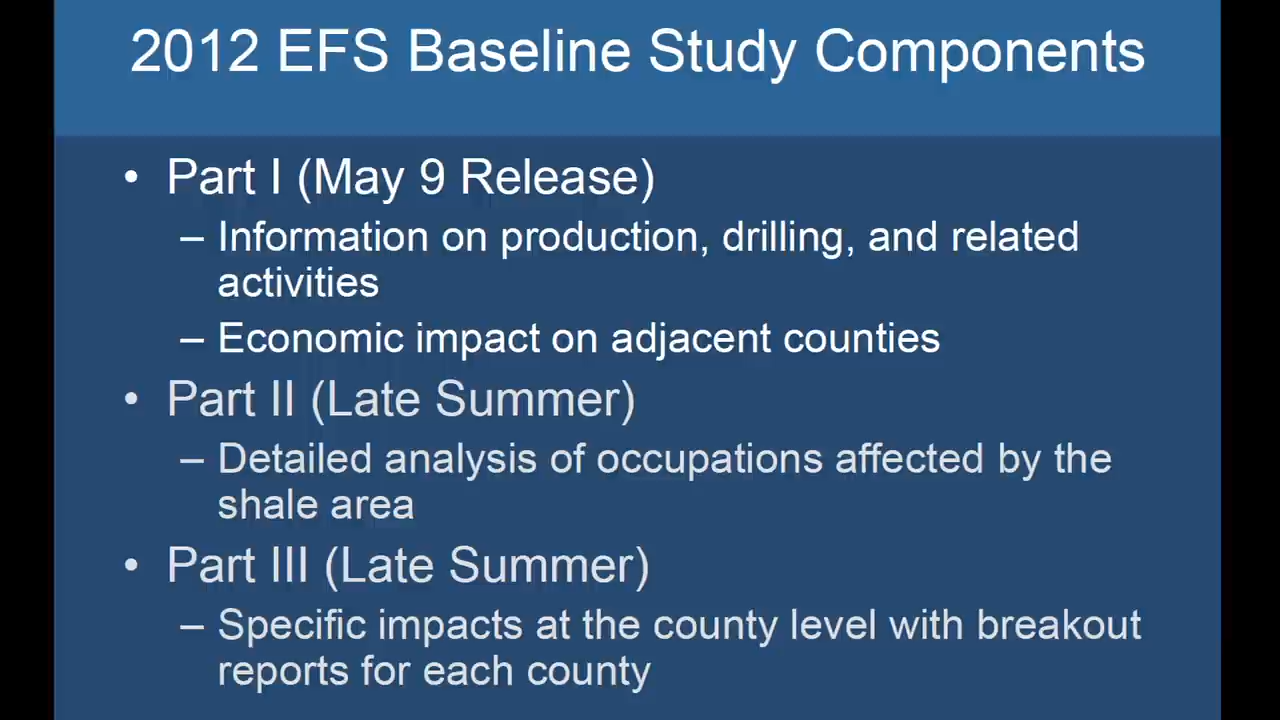 2012 EFS Baseline Study Components
• Part I (May 9 Release)
– Information on production, drilling, and related
activities
– Economic impact on adjacent counties
• Part II (Late Summer)
– Detailed analysis of occupations affected by the
shale area
• Part III (Late Summer)
– Specific impacts at the county level with breakout
reports for each county